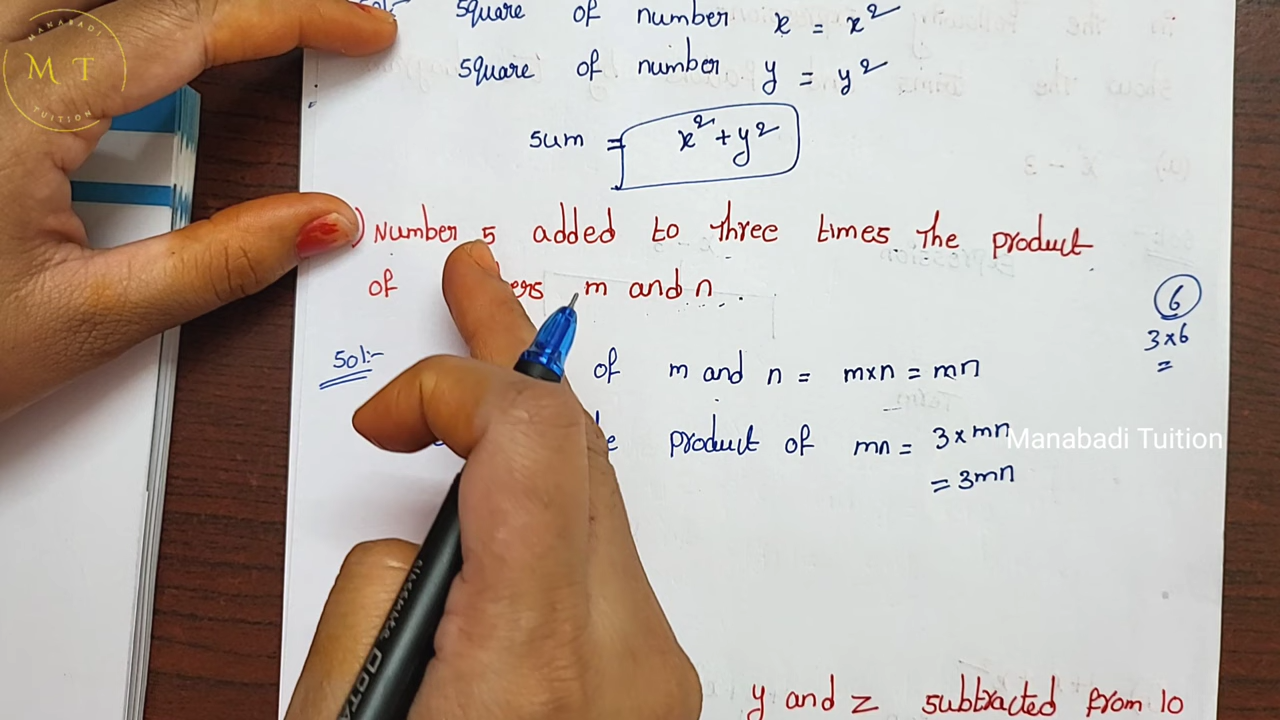 square of number x = x²
square of number y = y²
sum = x² + y²
Number 5 added to three times the product
of m and n.
6
3×6
=
Sol:-
of m and n = m×n = mn
product of mn = 3×mn
= 3mn
y and z subtracted from 10
MANABADI
M T
TUITION
Manabadi Tuition